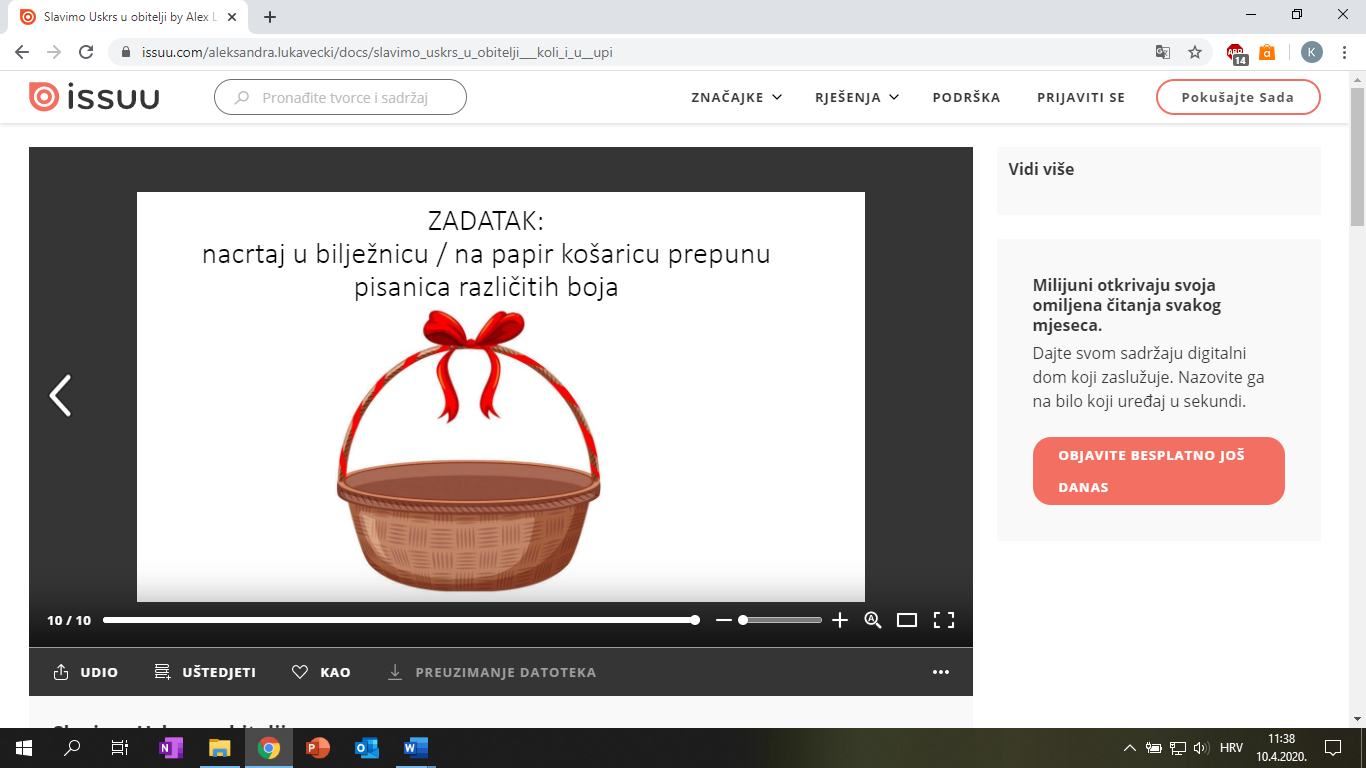 Slavimo Uskrs u obitelji by Alex L
issuu.com/aleksandra.lukavecki/docs/slavimo_uskrs_u_obitelji___koli_i_u__upi
ABP
14
a
K
issuu
Pronađite tvorce i sadržaj
ZNAČAJKE
RJEŠENJA
PODRŠKA
PRIJAVITI SE
Pokušajte Sada
ZADATAK:
nacrtaj u bilježnicu / na papir košaricu prepunu
pisanica različitih boja
10 / 10
UDIO
UŠTEDJETI
KAO
PREUZIMANJE DATOTEKA
Vidi više
Milijuni otkrivaju svoja
omiljena čitanja svakog
mjeseca.
Dajte svom sadržaju digitalni
dom koji zaslužuje. Nazovite ga
na bilo koji uređaj u sekundi.
OBJAVITE BESPLATNO JOŠ
DANAS
HRV
11:38
10.4.2020.